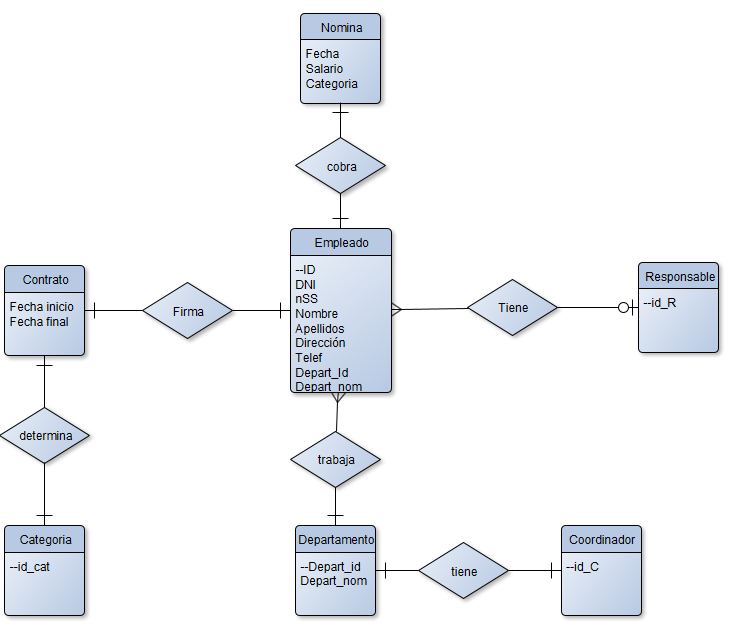 Nomina
Fecha
Salario
Categoria
cobra
Empleado
--ID
DNI
nSS
Nombre
Apellidos
Dirección
Telef
Depart_Id
Depart_nom
Contrato
Fecha inicio
Fecha final
Firma
Tiene
Responsable
--id_R
determina
trabaja
Categoria
--id_cat
Departamento
--Depart_id
Depart_nom
tiene
Coordinador
--id_C